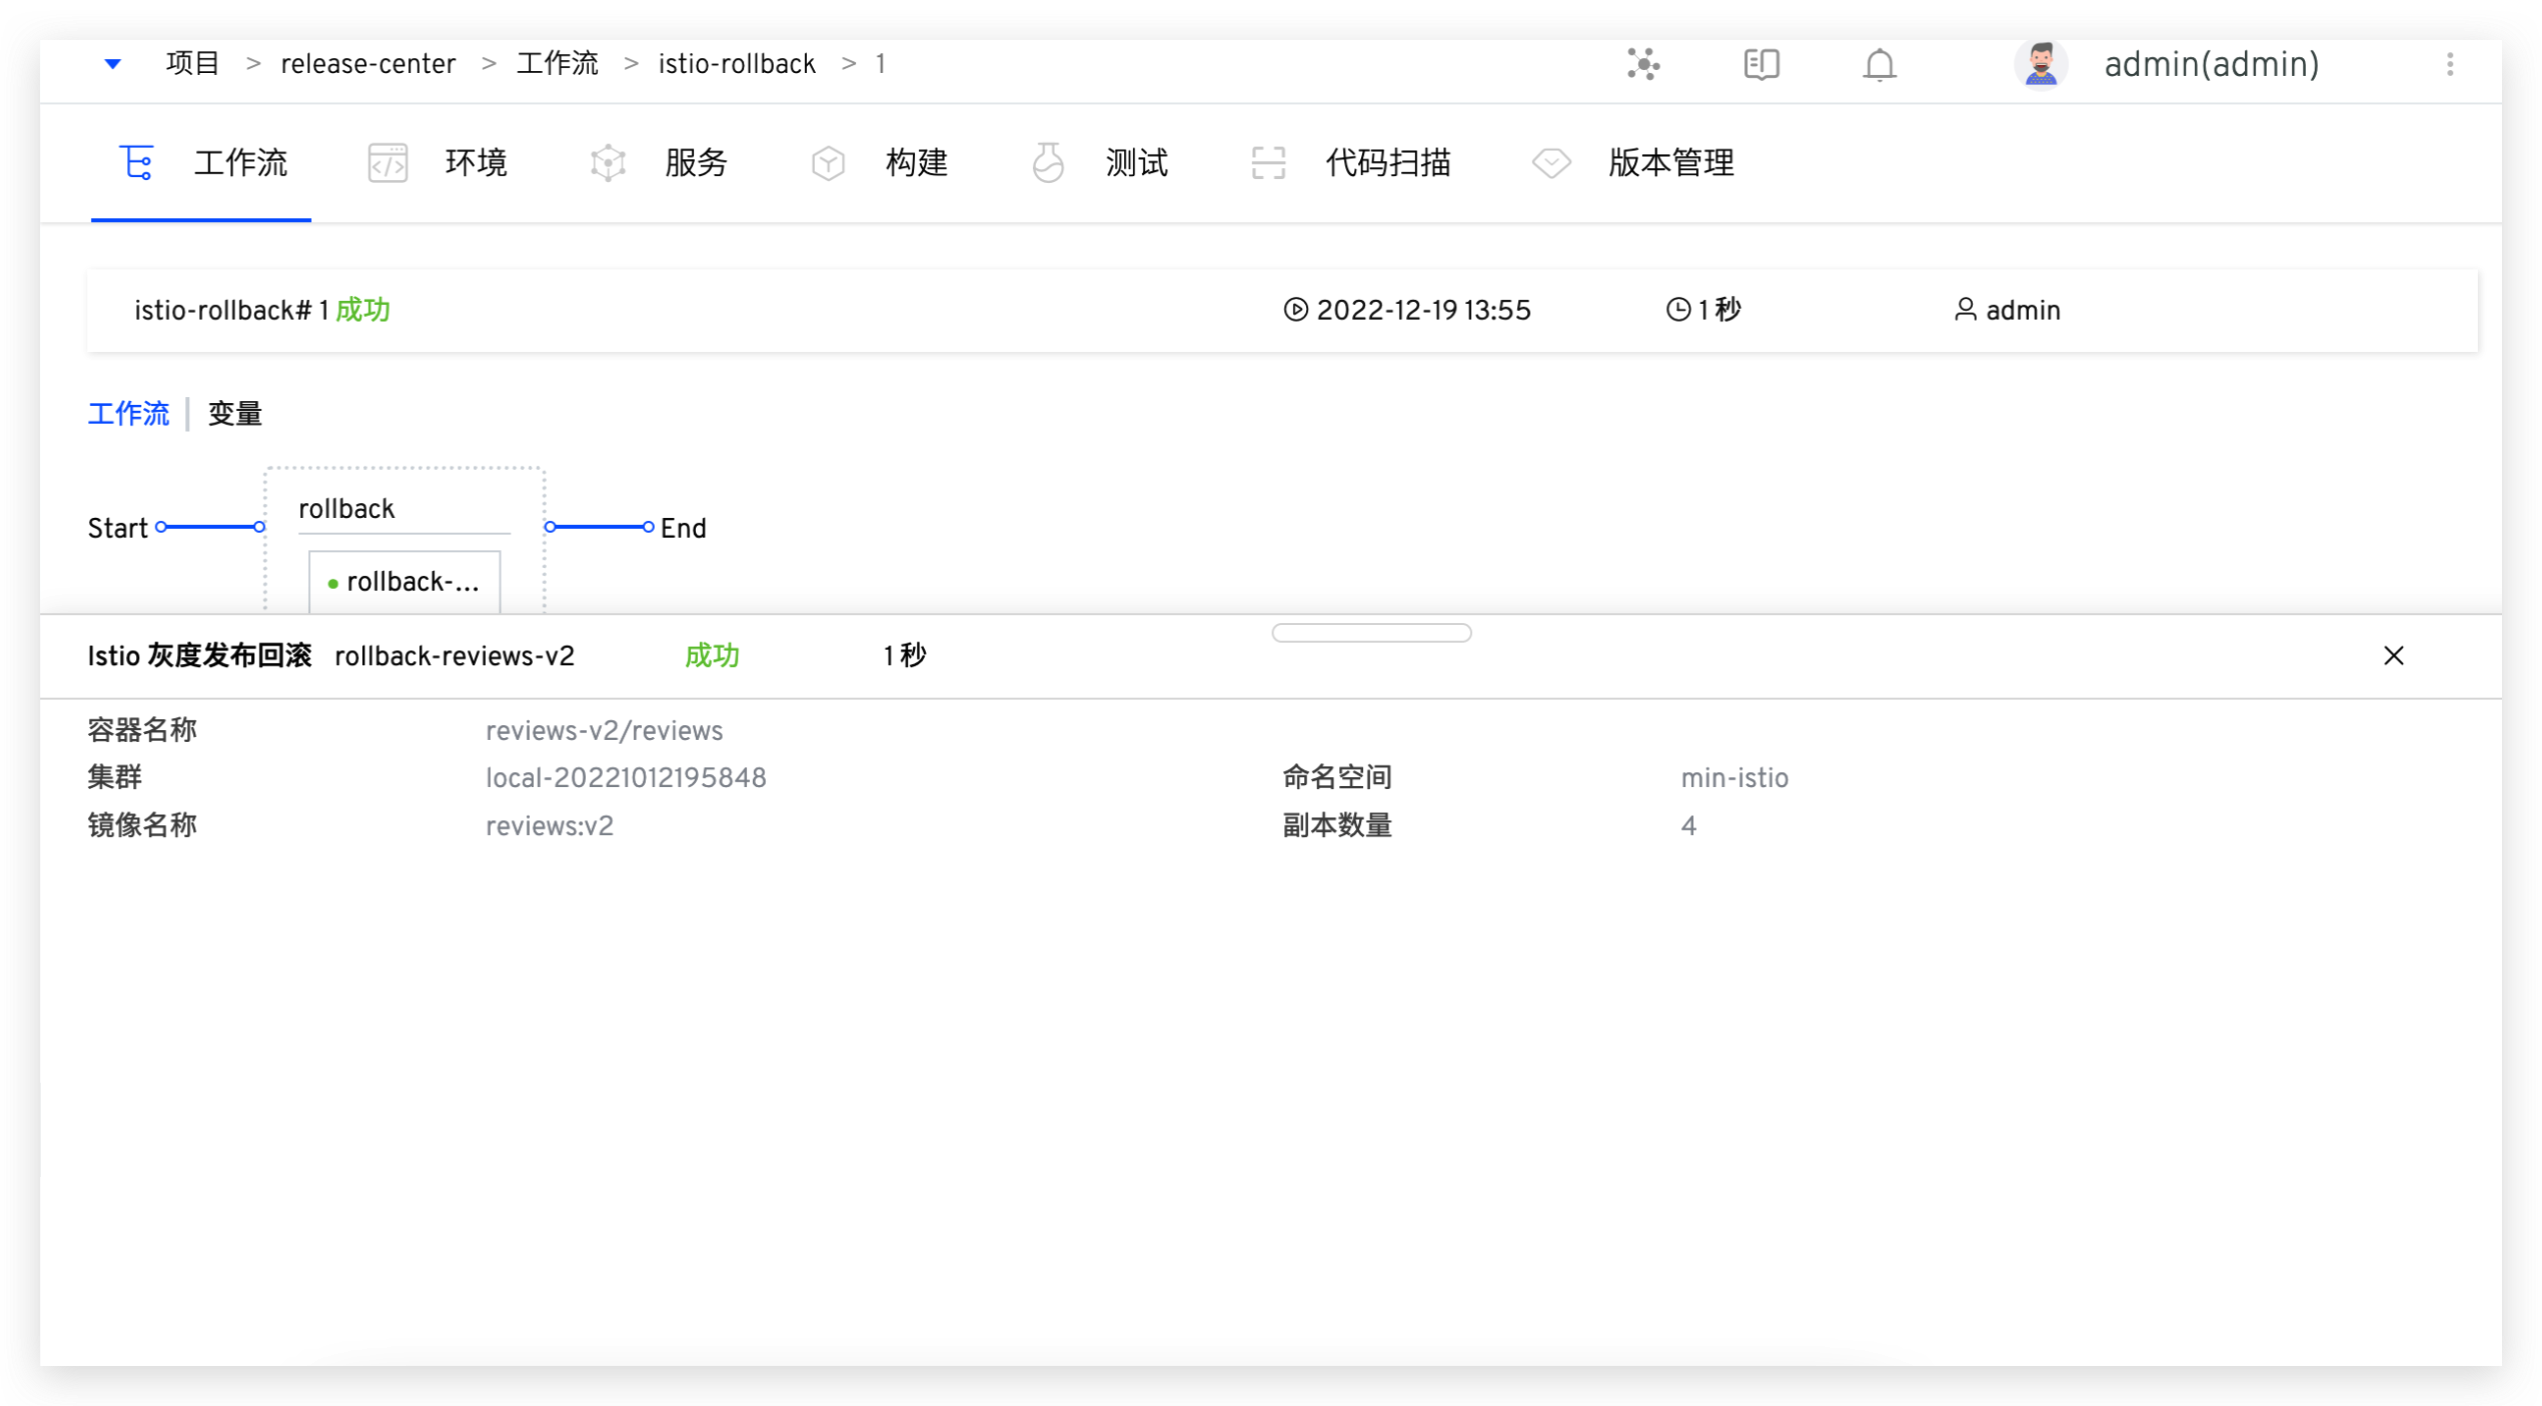 项目 > release-center > 工作流 > istio-rollback > 1 admin(admin)
工作流 环境 服务 构建 测试 代码扫描 版本管理
istio-rollback# 1 成功 2022-12-19 13:55 1 秒 admin
工作流 | 变量
rollback
Start End
rollback-...
Istio 灰度发布回滚 rollback-reviews-v2 成功 1 秒
容器名称 reviews-v2/reviews
集群 local-20221012195848 命名空间 min-istio
镜像名称 reviews:v2 副本数量 4